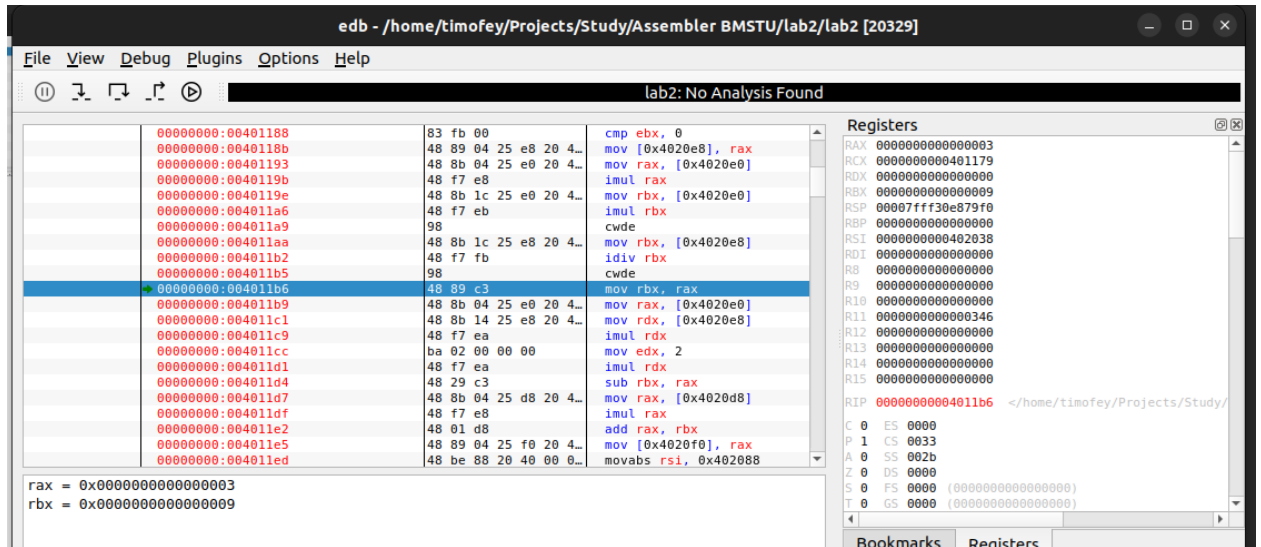 edb - /home/timofey/Projects/Study/Assembler BMSTU/lab2/lab2 [20329]
File View Debug Plugins Options Help
lab2: No Analysis Found
00000000:00401188 83 fb 00 cmp ebx, 0
00000000:0040118b 48 89 04 25 e8 20 4… mov [0x4020e8], rax
00000000:00401193 48 8b 04 25 e0 20 4… mov rax, [0x4020e0]
00000000:0040119b 48 f7 e8 imul rax
00000000:0040119e 48 8b 1c 25 e0 20 4… mov rbx, [0x4020e0]
00000000:004011a6 48 f7 eb imul rbx
00000000:004011a9 98 cwde
00000000:004011aa 48 8b 1c 25 e8 20 4… mov rbx, [0x4020e8]
00000000:004011b2 48 f7 fb idiv rbx
00000000:004011b5 98 cwde
00000000:004011b6 48 89 c3 mov rbx, rax
00000000:004011b9 48 8b 04 25 e0 20 4… mov rax, [0x4020e0]
00000000:004011c1 48 8b 14 25 e8 20 4… mov rdx, [0x4020e8]
00000000:004011c9 48 f7 ea imul rdx
00000000:004011cc ba 02 00 00 00 mov edx, 2
00000000:004011d1 48 f7 ea imul rdx
00000000:004011d4 48 29 c3 sub rbx, rax
00000000:004011d7 48 8b 04 25 d8 20 4… mov rax, [0x4020d8]
00000000:004011df 48 f7 e8 imul rax
00000000:004011e2 48 01 d8 add rax, rbx
00000000:004011e5 48 89 04 25 f0 20 4… mov [0x4020f0], rax
00000000:004011ed 48 be 88 20 40 00 0… movabs rsi, 0x402088
rax = 0x0000000000000003
rbx = 0x0000000000000009
Registers
RAX 0000000000000003
RCX 0000000000401179
RDX 0000000000000000
RBX 0000000000000009
RSP 00007fff30e879f0
RBP 0000000000000000
RSI 0000000000402038
RDI 0000000000000000
R8 0000000000000000
R9 0000000000000000
R10 0000000000000000
R11 0000000000000346
R12 0000000000000000
R13 0000000000000000
R14 0000000000000000
R15 0000000000000000
RIP 00000000004011b6 </home/timofey/Projects/Study/
C 0 ES 0000
P 1 CS 0033
A 0 SS 002b
Z 0 DS 0000
S 0 FS 0000 (0000000000000000)
T 0 GS 0000 (0000000000000000)
Bookmarks Registers